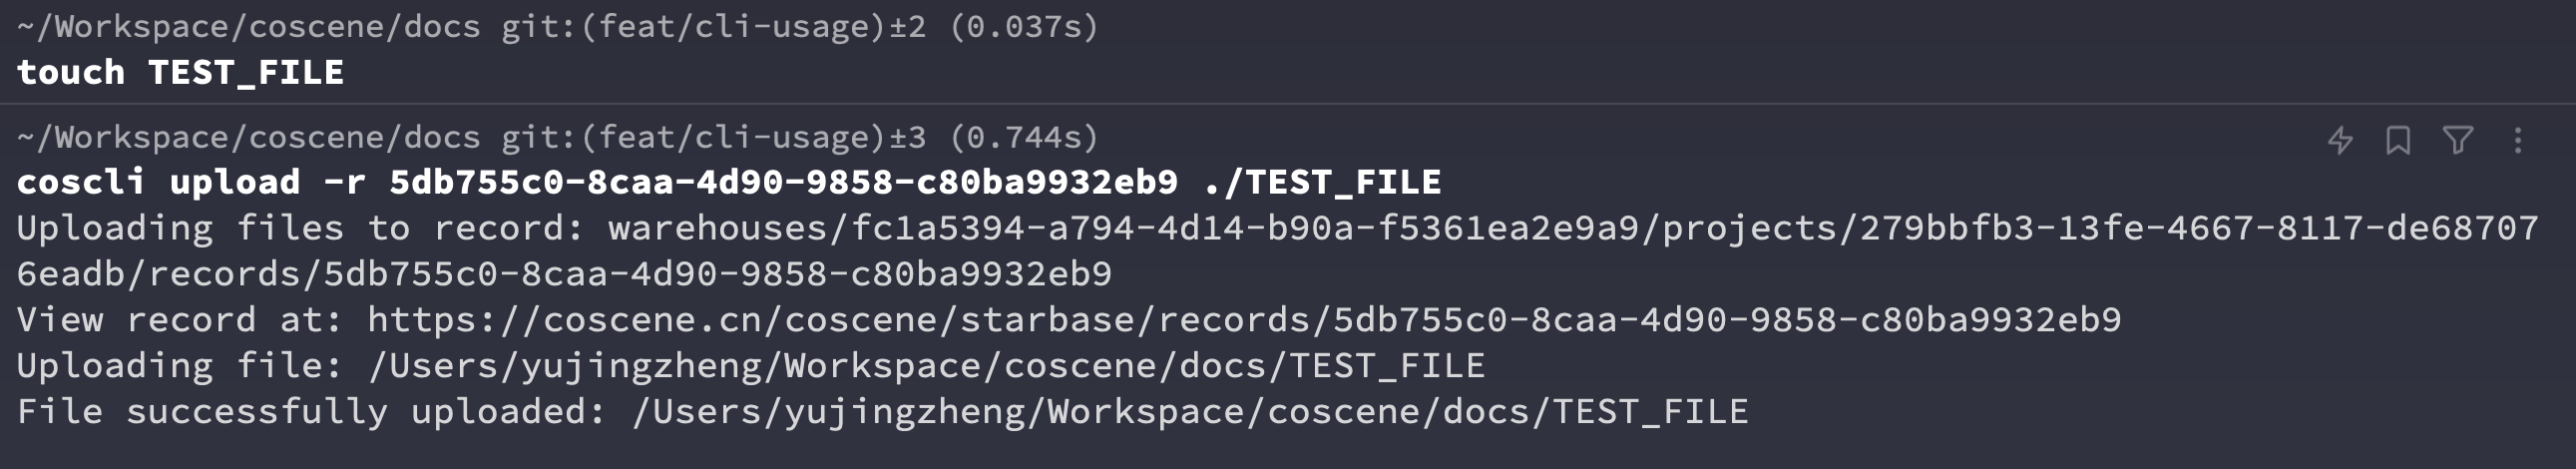 ~/Workspace/coscene/docs git:(feat/cli-usage)±2 (0.037s)
touch TEST_FILE
~/Workspace/coscene/docs git:(feat/cli-usage)±3 (0.744s)
coscli upload -r 5db755c0-8caa-4d90-9858-c80ba9932eb9 ./TEST_FILE
Uploading files to record: warehouses/fc1a5394-a794-4d14-b90a-f5361ea2e9a9/projects/279bbfb3-13fe-4667-8117-de68707
6eadb/records/5db755c0-8caa-4d90-9858-c80ba9932eb9
View record at: https://coscene.cn/coscene/starbase/records/5db755c0-8caa-4d90-9858-c80ba9932eb9
Uploading file: /Users/yujingzheng/Workspace/coscene/docs/TEST_FILE
File successfully uploaded: /Users/yujingzheng/Workspace/coscene/docs/TEST_FILE